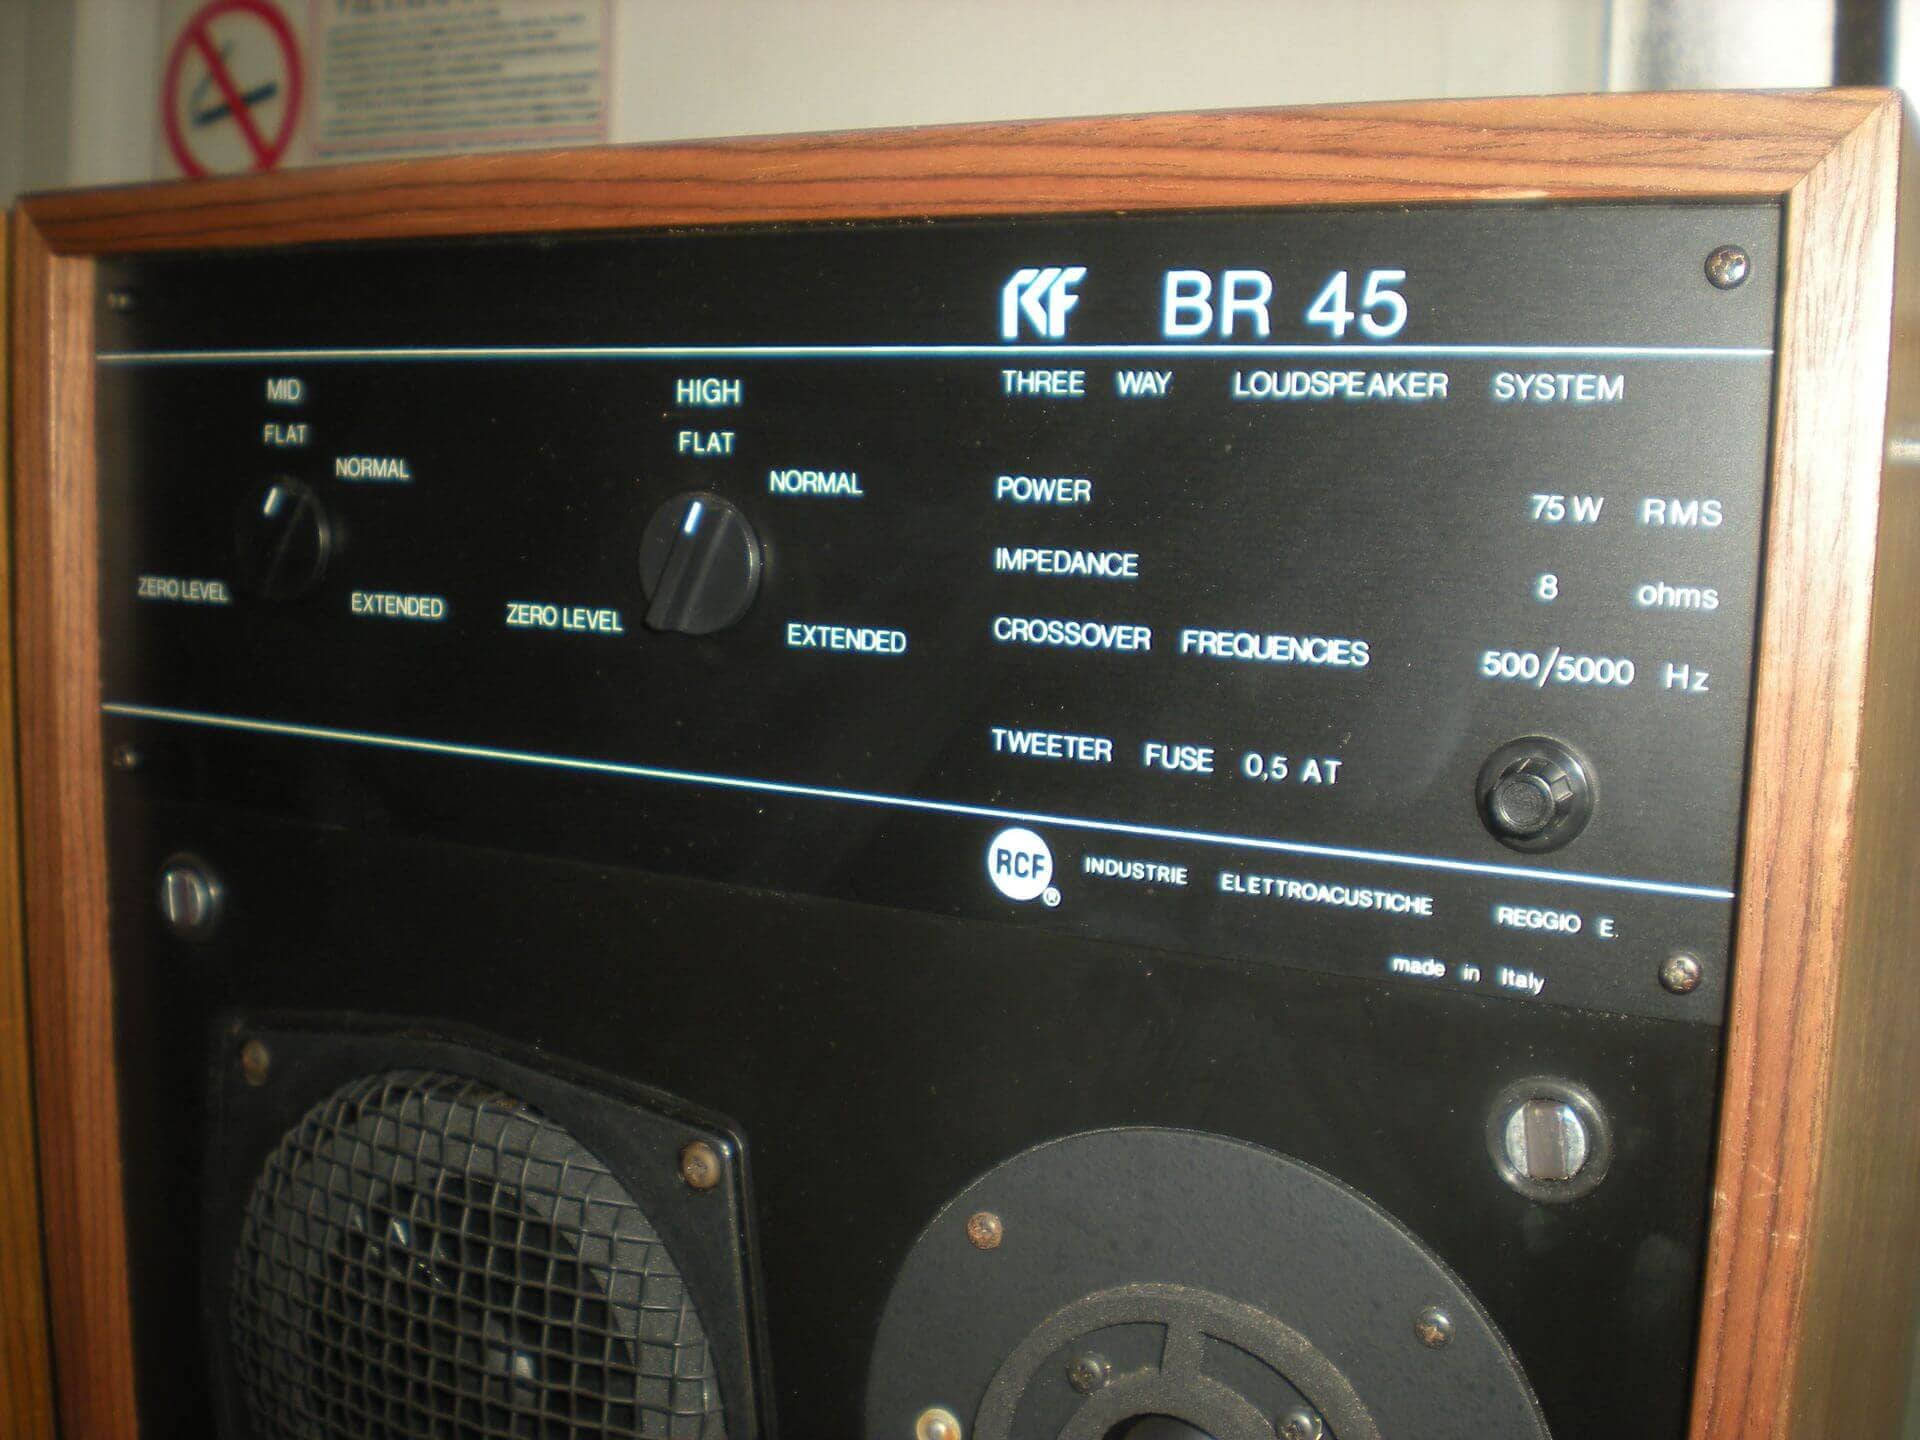 RCF BR 45
THREE WAY LOUDSPEAKER SYSTEM
MID
FLAT
NORMAL
ZERO LEVEL
EXTENDED
HIGH
FLAT
NORMAL
ZERO LEVEL
EXTENDED
POWER 75 W RMS
IMPEDANCE 8 ohms
CROSSOVER FREQUENCIES 500/5000 Hz
TWEETER FUSE 0,5 AT
RCF ® INDUSTRIE ELETTROACUSTICHE REGGIO E.
made in Italy